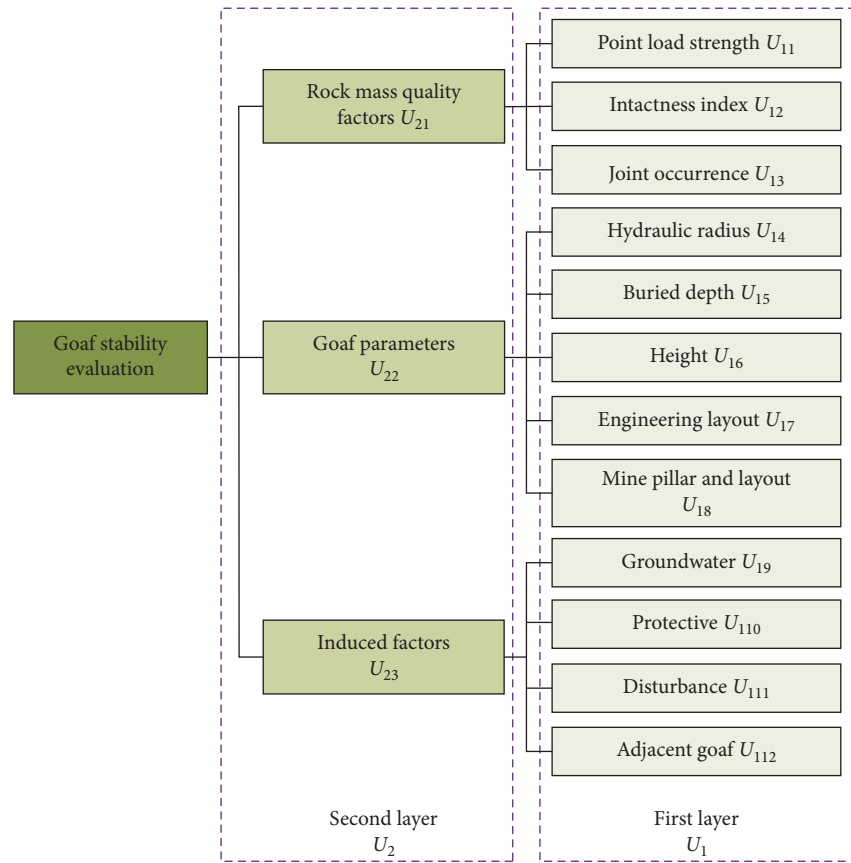 Goaf stability
evaluation
Rock mass quality
factors U21
Goaf parameters
U22
Induced factors
U23
Second layer
U2
Point load strength U11
Intactness index U12
Joint occurrence U13
Hydraulic radius U14
Buried depth U15
Height U16
Engineering layout U17
Mine pillar and layout
U18
Groundwater U19
Protective U110
Disturbance U111
Adjacent goaf U112
First layer
U1